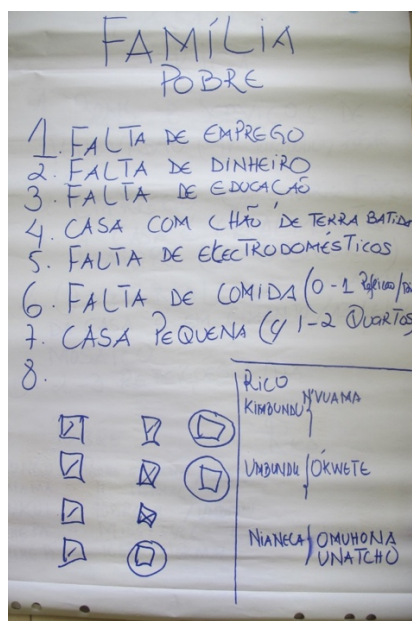 FAMÍLIA
POBRE
1. FALTA DE EMPREGO
2. FALTA DE DINHEIRO
3. FALTA DE EDUCAÇÃO
4. CASA COM CHÃO DE TERRA BATIDA
5. FALTA DE ELECTRODOMÉSTICOS
6. FALTA DE COMIDA (0-1
7. CASA PEQUENA (c/ 1-2 QUARTOS
8.
RICO
KIMBUNDU} N'VUAMA
UMBUNDU {ÓKWETE
NIANECA} OMUHONA
UNATCHO